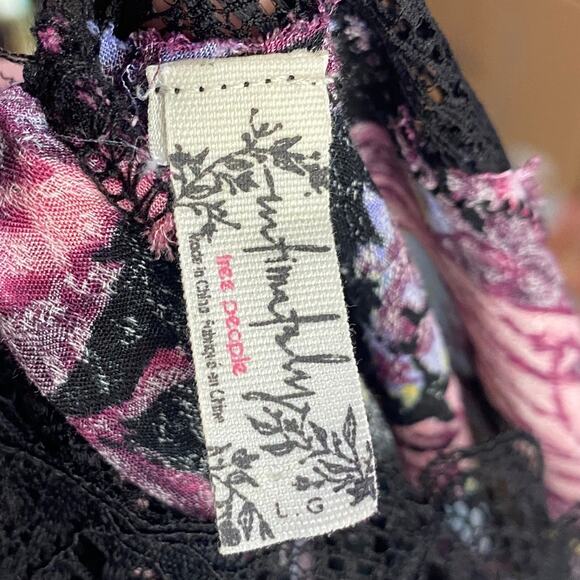 Intimately
free people
Made in China Fabriqué en Chine
L.G